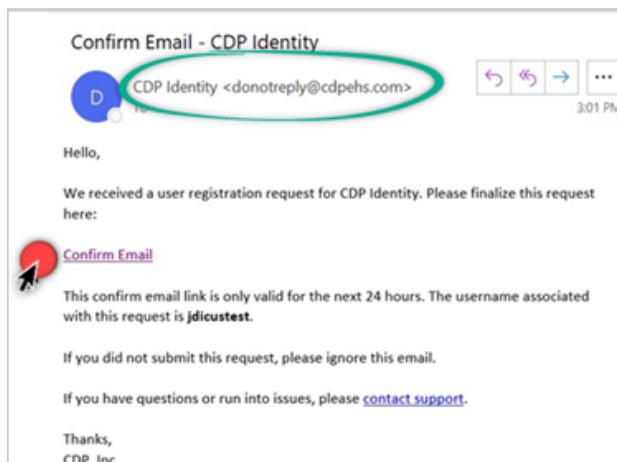 Confirm Email - CDP Identity
D
CDP Identity <donotreply@cdpehs.com>
3:01 PM
Hello,
We received a user registration request for CDP Identity. Please finalize this request
here:
Confirm Email
This confirm email link is only valid for the next 24 hours. The username associated
with this request is jdicustest.
If you did not submit this request, please ignore this email.
If you have questions or run into issues, please contact support.
Thanks,
CDP, Inc